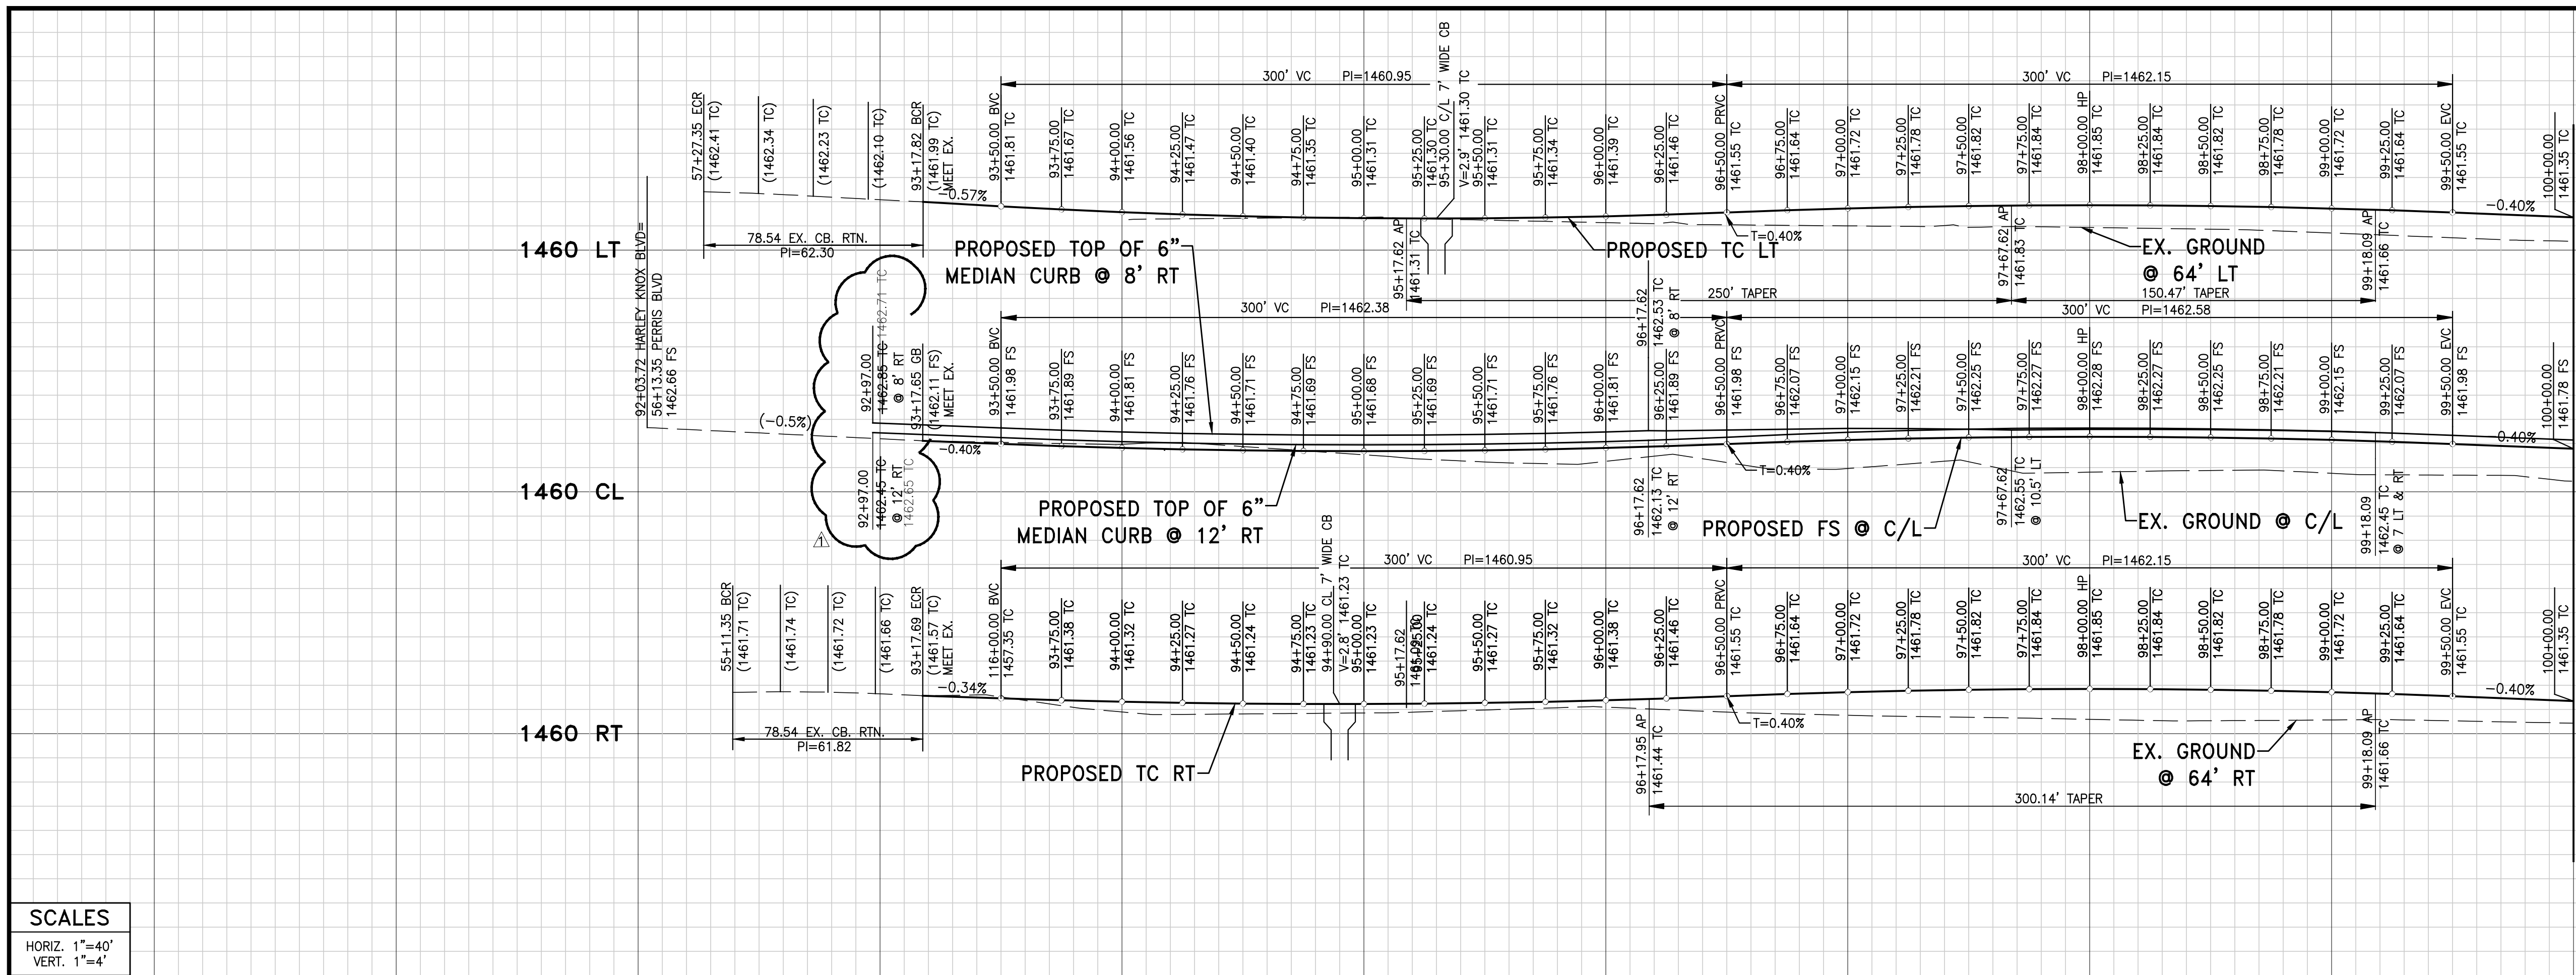 300' VC PI=1460.95
300' VC PI=1462.15
57+27.35 ECR
(1462.41 TC)
(1462.34 TC)
(1462.23 TC)
(1462.10 TC)
93+17.82 BCR
(1461.99 TC)
MEET EX.
93+50.00 BVC
1461.81 TC
93+75.00
1461.67 TC
94+00.00
1461.56 TC
94+25.00
1461.47 TC
94+50.00
1461.40 TC
94+75.00
1461.35 TC
95+00.00
1461.31 TC
95+25.00
1461.30 TC
95+30.00 C/L 7' WIDE CB
V=2.9' 1461.30 TC
95+50.00
1461.31 TC
95+75.00
1461.34 TC
96+00.00
1461.39 TC
96+25.00
1461.46 TC
96+50.00 PRVC
1461.55 TC
96+75.00
1461.64 TC
97+00.00
1461.72 TC
97+25.00
1461.78 TC
97+50.00
1461.82 TC
97+75.00
1461.84 TC
98+00.00 HP
1461.85 TC
98+25.00
1461.84 TC
98+50.00
1461.82 TC
98+75.00
1461.78 TC
99+00.00
1461.72 TC
99+25.00
1461.64 TC
99+50.00 EVC
1461.55 TC
100+00.00
1461.35 TC
-0.57%
T=0.40%
-0.40%
1460 LT
78.54 EX. CB. RTN.
PI=62.30
PROPOSED TOP OF 6"
MEDIAN CURB @ 8' RT
PROPOSED TC LT
EX. GROUND
@ 64' LT
95+17.62 AP
1461.31 TC
97+67.62 AP
1461.83 TC
99+18.09 AP
1461.66 TC
250' TAPER
150.47' TAPER
92+03.72 HARLEY KNOX BLVD=
56+13.35 PERRIS BLVD
1462.66 FS
300' VC PI=1462.38
300' VC PI=1462.58
92+97.00
1462.85 TC 1462.71 TC
@ 8' RT
93+17.65 GB
(1462.11 FS)
MEET EX.
93+50.00 BVC
1461.98 FS
93+75.00
1461.89 FS
94+00.00
1461.81 FS
94+25.00
1461.76 FS
94+50.00
1461.71 FS
94+75.00
1461.69 FS
95+00.00
1461.68 FS
95+25.00
1461.69 FS
95+50.00
1461.71 FS
95+75.00
1461.76 FS
96+00.00
1461.81 FS
96+17.62
1462.53 TC
@ 8' RT
96+25.00
1461.89 FS
96+50.00 PRVC
1461.98 FS
96+75.00
1462.07 FS
97+00.00
1462.15 FS
97+25.00
1462.21 FS
97+50.00
1462.25 FS
97+75.00
1462.27 FS
98+00.00 HP
1462.28 FS
98+25.00
1462.27 FS
98+50.00
1462.25 FS
98+75.00
1462.21 FS
99+00.00
1462.15 FS
99+25.00
1462.07 FS
99+50.00 EVC
1461.98 FS
100+00.00
1461.78 FS
(-0.5%)
-0.40%
T=0.40%
-0.40%
1460 CL
92+97.00
1462.45 TC
@ 12' RT
1462.65 TC
1
PROPOSED TOP OF 6"
MEDIAN CURB @ 12' RT
96+17.62
1462.13 TC
@ 12' RT
PROPOSED FS @ C/L
97+67.62
1462.55 TC
@ 10.5' LT
EX. GROUND @ C/L
99+18.09
1462.45 TC
@ 7 LT & RT
300' VC PI=1460.95
300' VC PI=1462.15
55+11.35 BCR
(1461.71 TC)
(1461.74 TC)
(1461.72 TC)
(1461.66 TC)
93+17.69 ECR
(1461.57 TC)
MEET EX.
116+00.00 BVC
1457.35 TC
93+75.00
1461.38 TC
94+00.00
1461.32 TC
94+25.00
1461.27 TC
94+50.00
1461.24 TC
94+75.00
1461.23 TC
94+90.00 CL 7' WIDE CB
V=2.8' 1461.23 TC
95+00.00
1461.23 TC
95+17.62
95+25.00
1461.24 TC
95+50.00
1461.27 TC
95+75.00
1461.32 TC
96+00.00
1461.38 TC
96+25.00
1461.46 TC
96+50.00 PRVC
1461.55 TC
96+75.00
1461.64 TC
97+00.00
1461.72 TC
97+25.00
1461.78 TC
97+50.00
1461.82 TC
97+75.00
1461.84 TC
98+00.00 HP
1461.85 TC
98+25.00
1461.84 TC
98+50.00
1461.82 TC
98+75.00
1461.78 TC
99+00.00
1461.72 TC
99+25.00
1461.64 TC
99+50.00 EVC
1461.55 TC
100+00.00
1461.35 TC
-0.34%
T=0.40%
-0.40%
1460 RT
78.54 EX. CB. RTN.
PI=61.82
PROPOSED TC RT
96+17.95 AP
1461.44 TC
EX. GROUND
@ 64' RT
99+18.09 AP
1461.66 TC
300.14' TAPER
SCALES
HORIZ. 1"=40'
VERT. 1"=4'